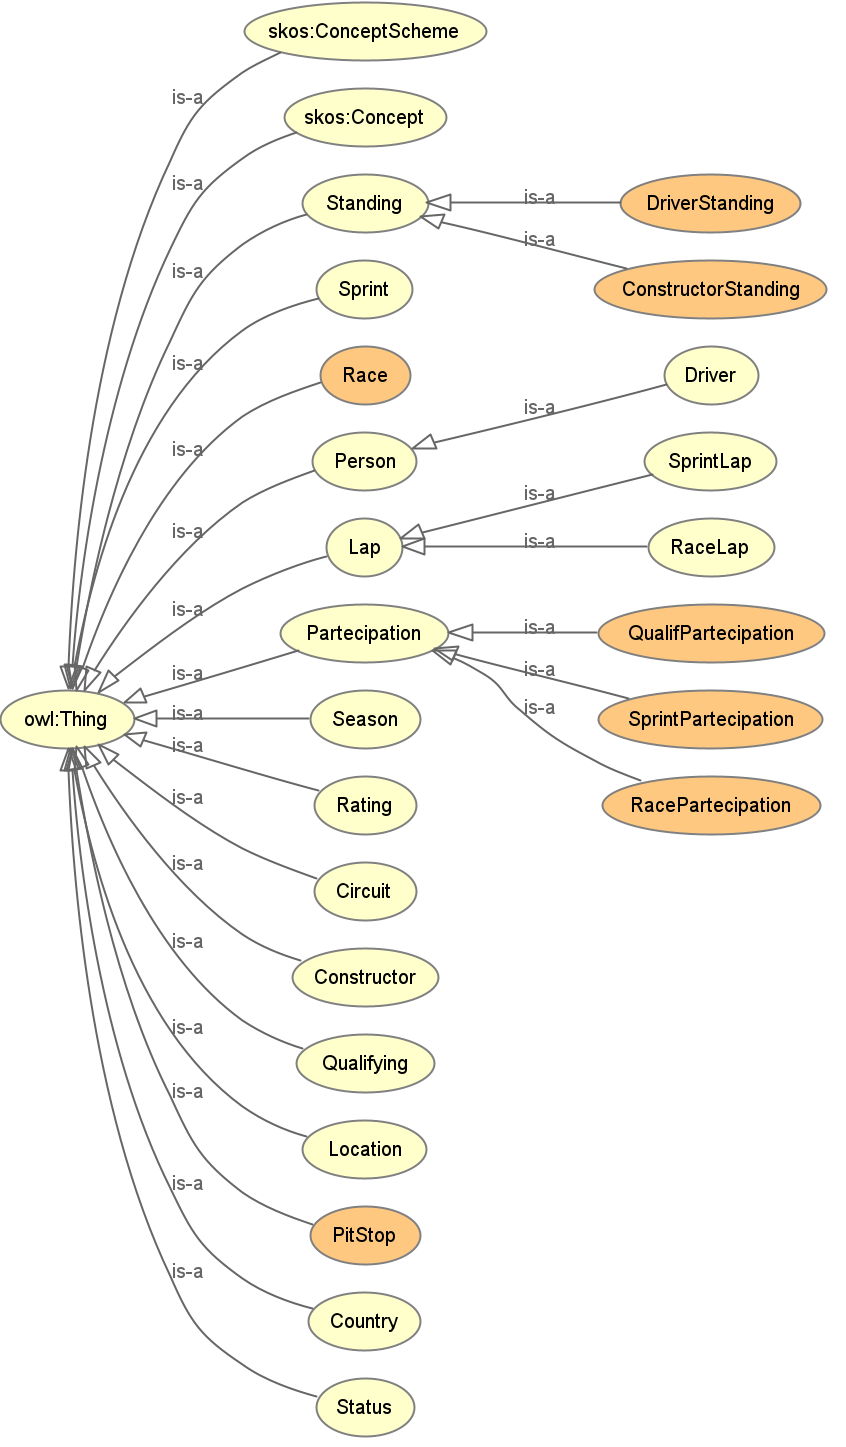 skos:ConceptScheme
is-a
skos:Concept
is-a
Standing
is-a
DriverStanding
is-a
ConstructorStanding
is-a
Sprint
is-a
Race
is-a
Driver
is-a
Person
is-a
SprintLap
is-a
Lap
is-a
RaceLap
is-a
Partecipation
is-a
QualifPartecipation
is-a
SprintPartecipation
is-a
RacePartecipation
is-a
owl:Thing
is-a
Season
is-a
Rating
is-a
Circuit
is-a
Constructor
is-a
Qualifying
is-a
Location
is-a
PitStop
is-a
Country
is-a
Status